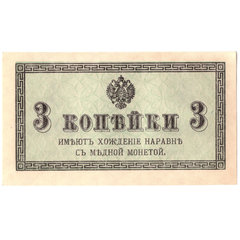 3 КОПѢЙКИ 3
ИМѢЮТЪ ХОЖДЕНІЕ НАРАВНѢ
СЪ МѢДНОЙ МОНЕТОЙ.